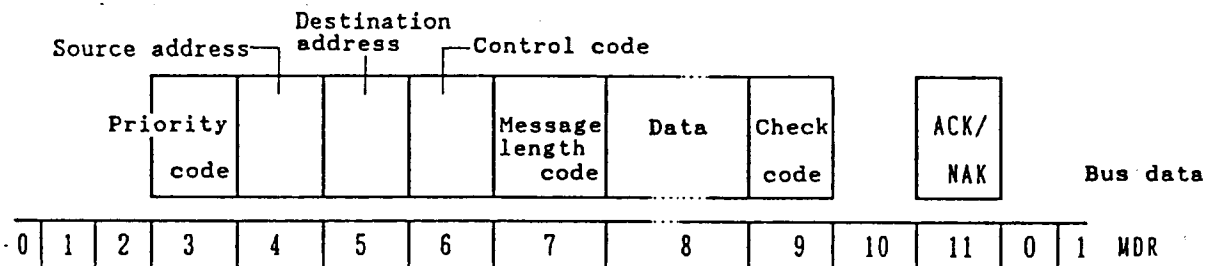 Destination
address
Source address
Control code
Priority
code
Message
length
code
Data
Check
code
ACK/
NAK
Bus data
0 1 2 3 4 5 6 7 8 9 10 11 0 1 MDR